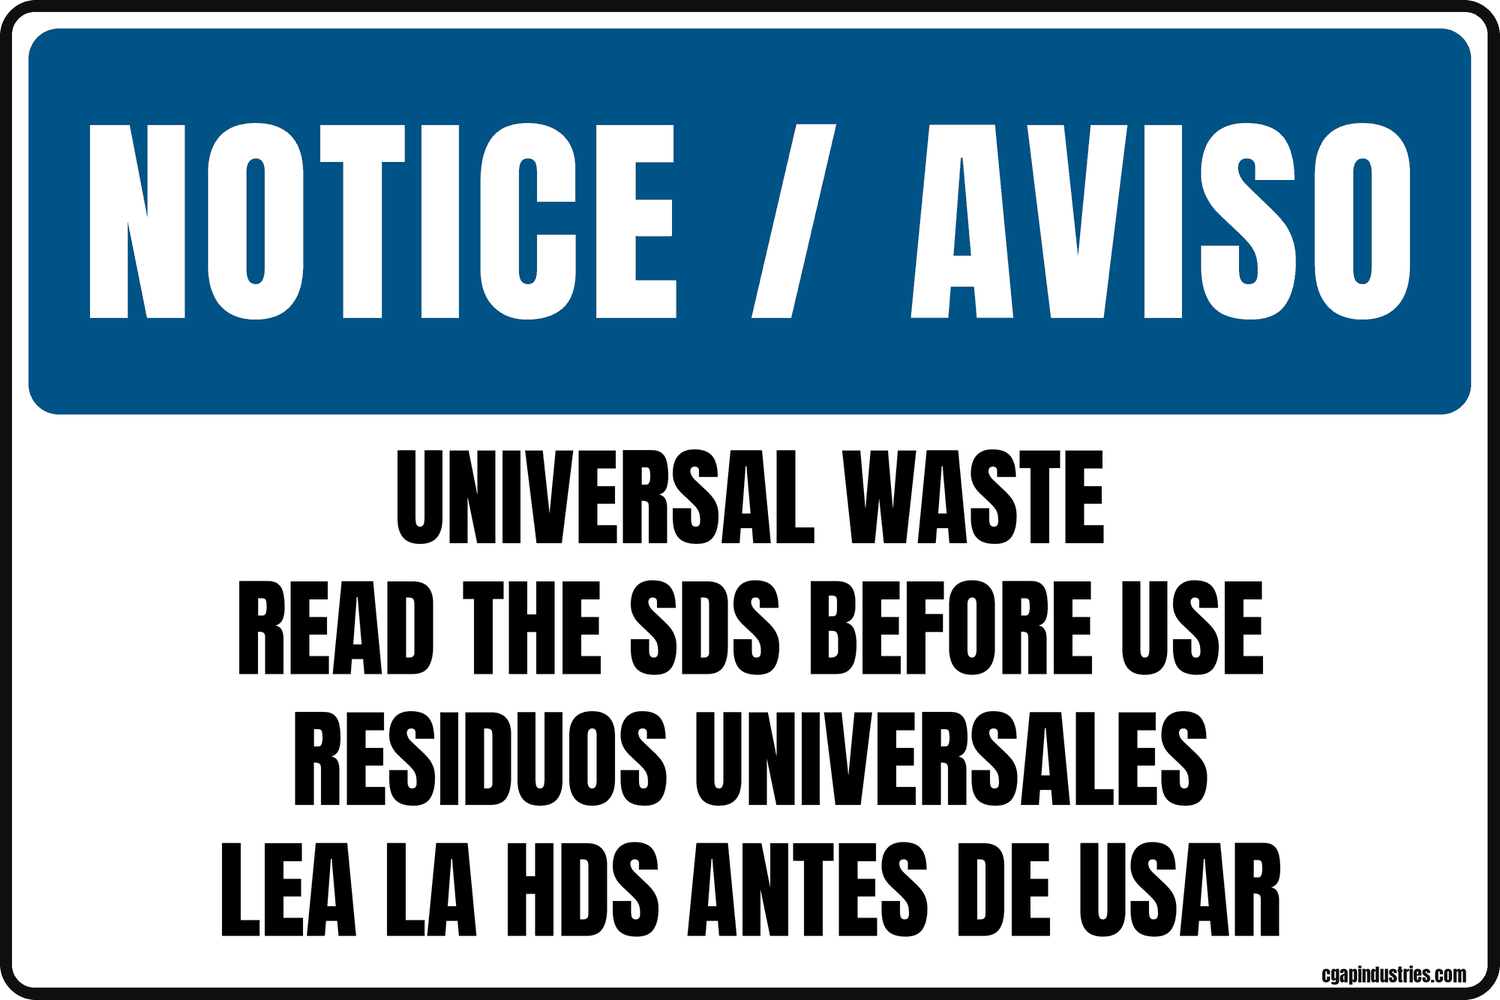 NOTICE / AVISO
UNIVERSAL WASTE
READ THE SDS BEFORE USE
RESIDUOS UNIVERSALES
LEA LA HDS ANTES DE USAR
cgapindustries.com